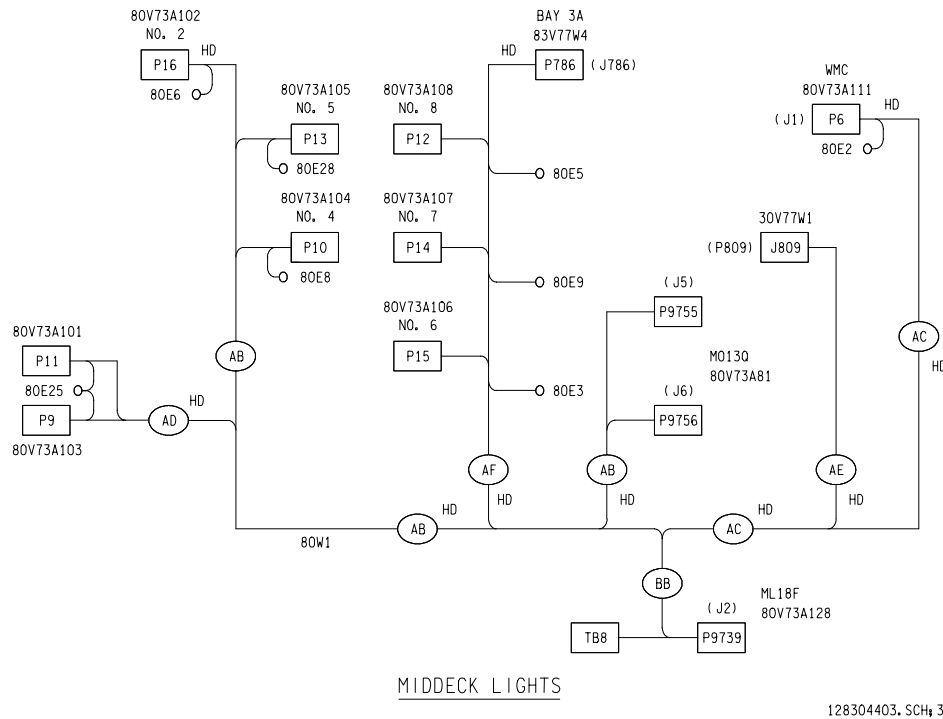 80V73A102
NO. 2
HD
P16
80E6
80V73A105
NO. 5
P13
80E28
80V73A104
NO. 4
P10
80E8
80V73A101
P11
80E25
P9
80V73A103
AD
HD
AB
80W1
AB
HD
BAY 3A
83V77W4
HD
P786
(J786)
80V73A108
NO. 8
P12
80E5
80V73A107
NO. 7
P14
80E9
80V73A106
NO. 6
P15
80E3
AF
HD
(J5)
P9755
MO13Q
80V73A81
(J6)
P9756
AB
HD
WMC
80V73A111
HD
(J1)
P6
80E2
30V77W1
(P809)
J809
AC
HD
AE
HD
HD
AC
BB
ML18F
80V73A128
(J2)
TB8
P9739
MIDDECK LIGHTS
128304403.SCH;3